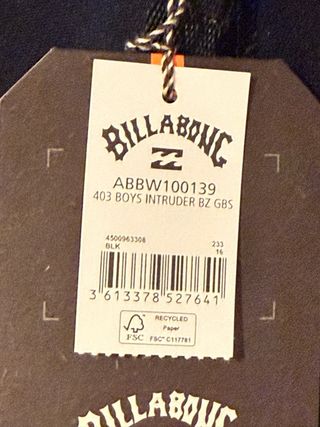 BILLABONG
ABBW100139
403 BOYS INTRUDER BZ GBS
4500963308 233
BLK 16
3 613378 527641
RECYCLED
Paper
FSC FSC™ C117781
BILLABONG